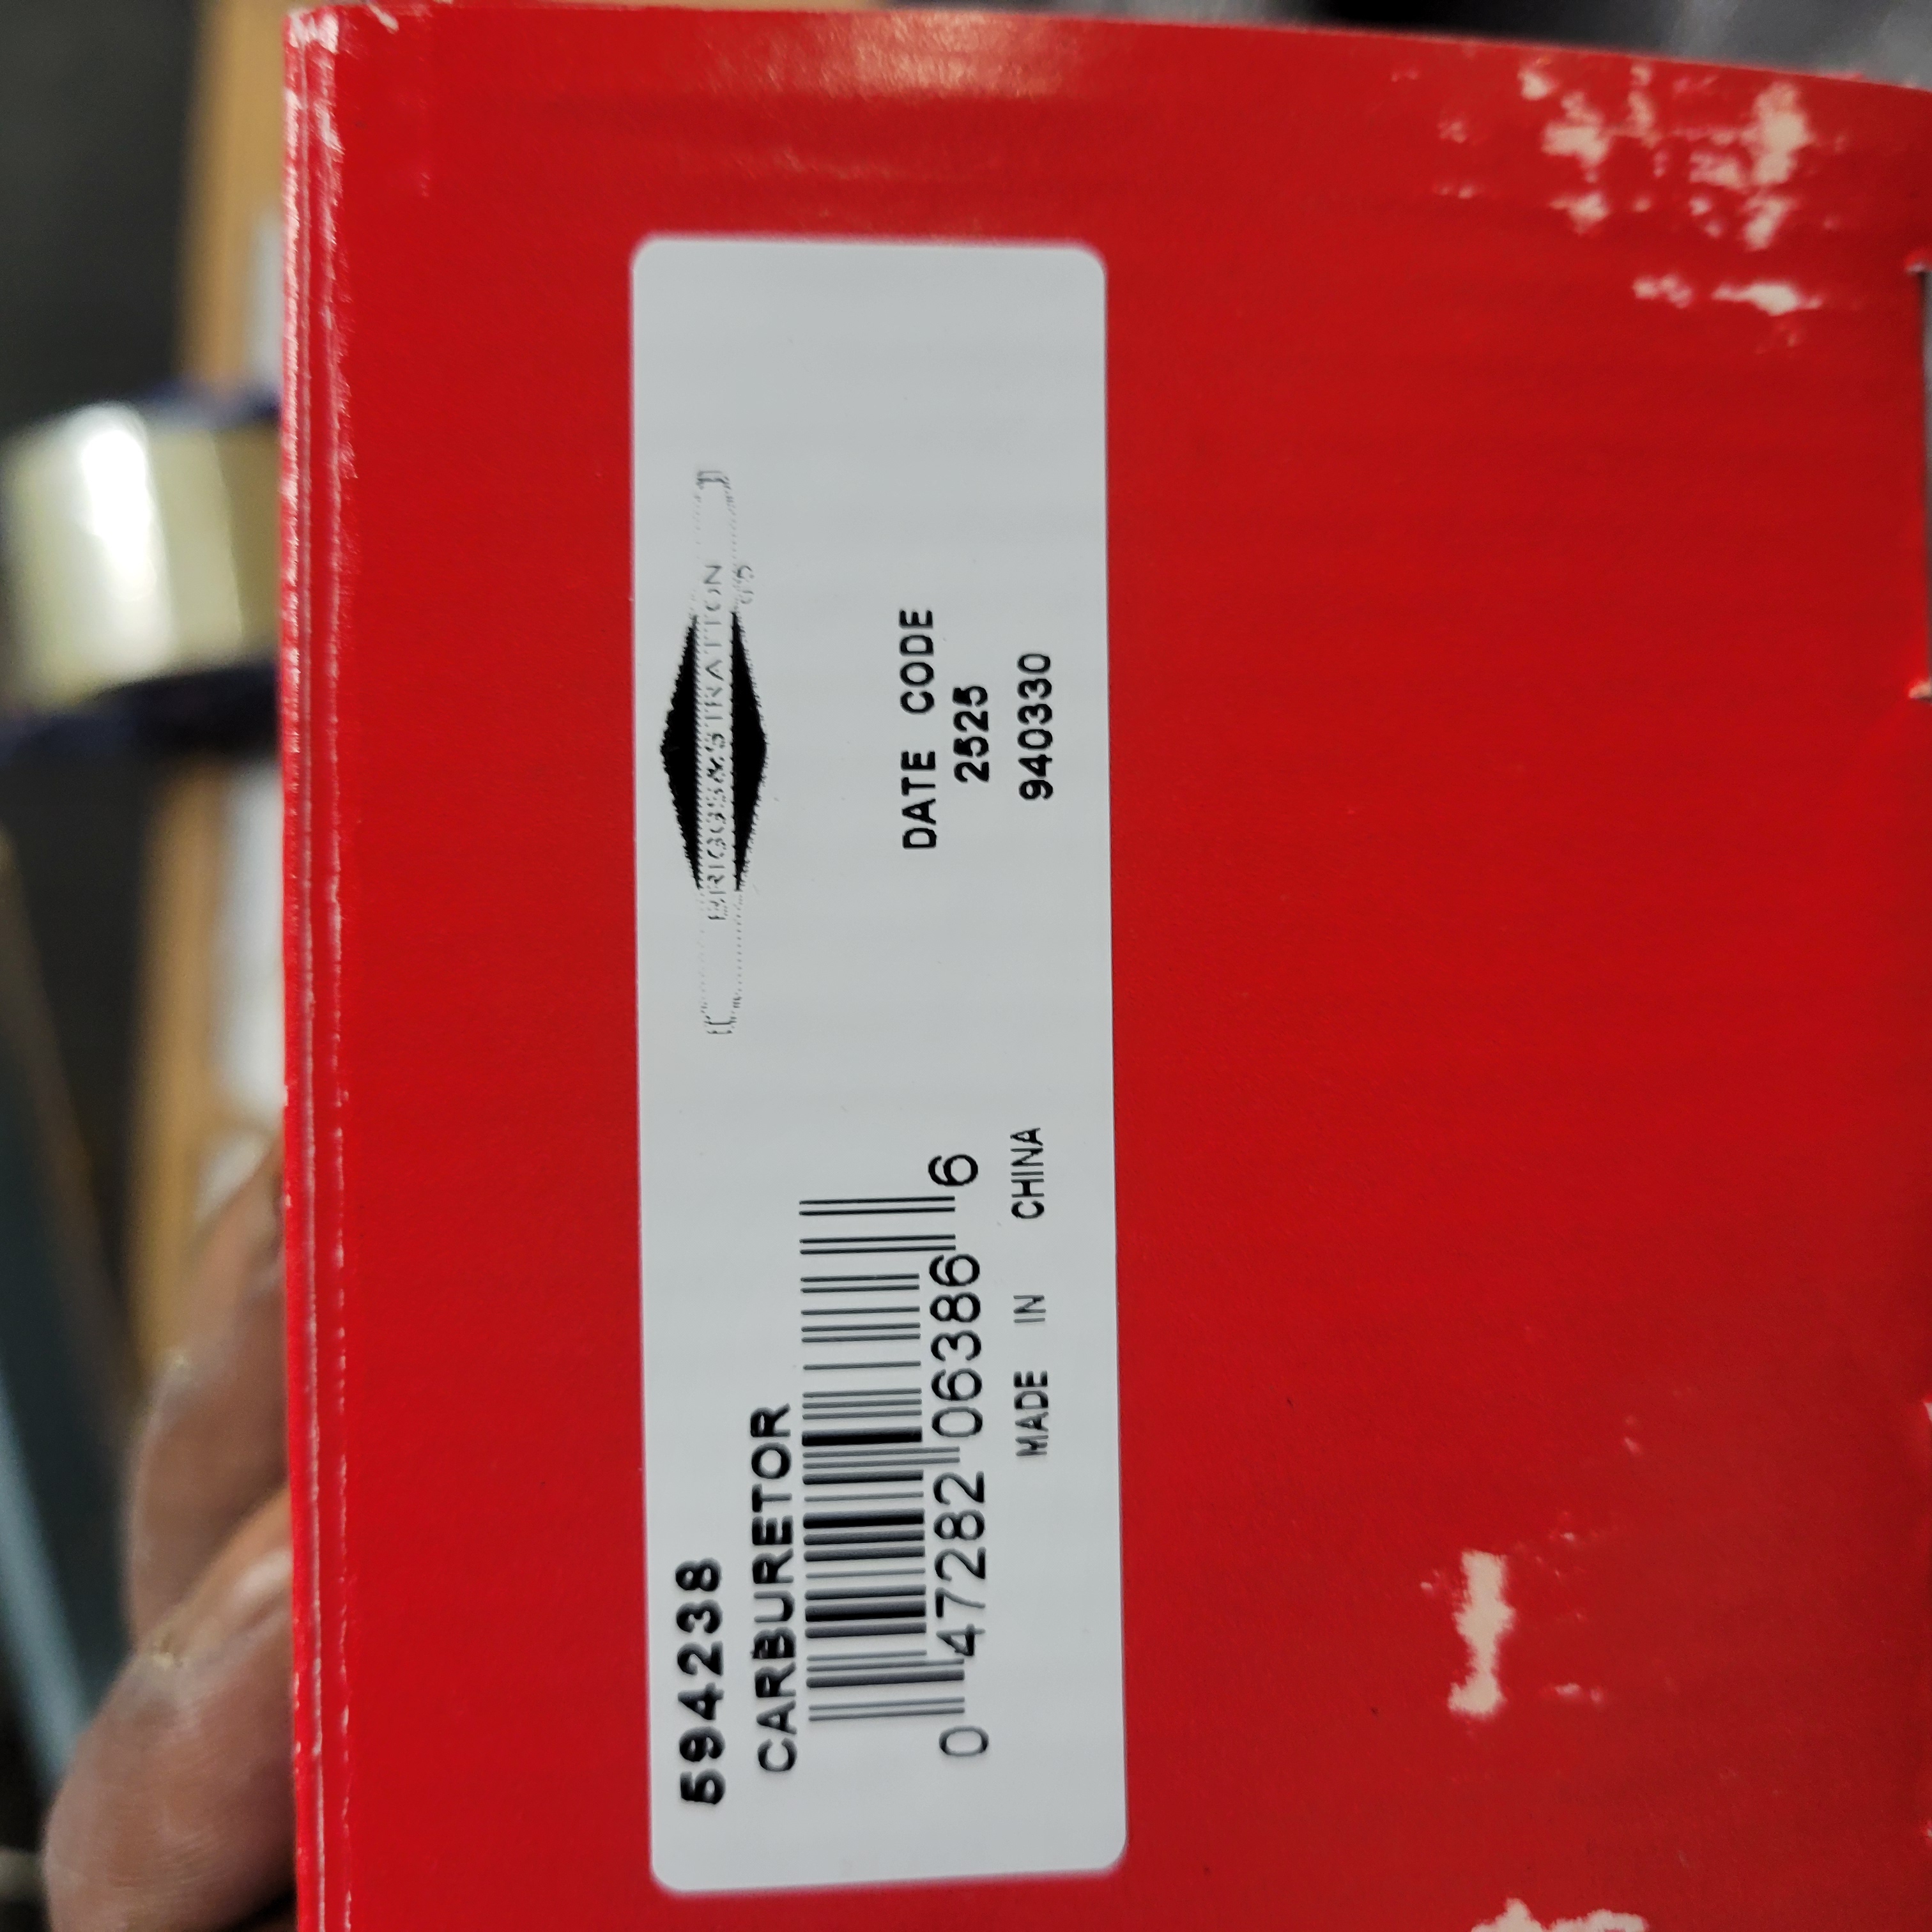 594238
CARBURETOR
0 47282 06386 6
MADE IN CHINA
BRIGGS&STRATTON
DATE CODE
2525
940330